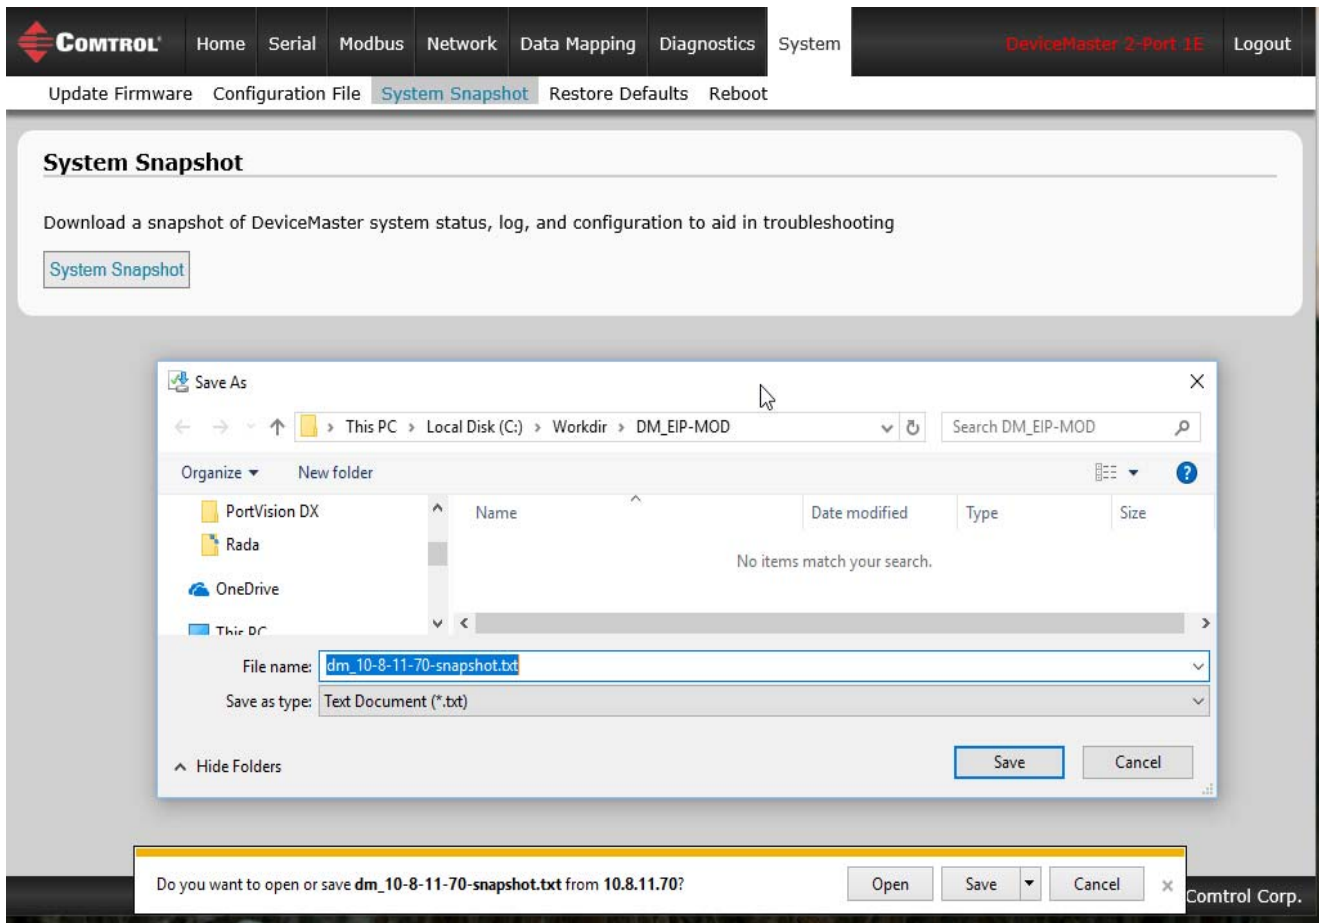 COMTROL Home Serial Modbus Network Data Mapping Diagnostics System DeviceMaster 2-Port 1E Logout
Update Firmware Configuration File System Snapshot Restore Defaults Reboot
System Snapshot
Download a snapshot of DeviceMaster system status, log, and configuration to aid in troubleshooting
System Snapshot
Save As
This PC > Local Disk (C:) > Workdir > DM_EIP-MOD
Search DM_EIP-MOD
Organize
New folder
PortVision DX
Rada
OneDrive
This PC
Name Date modified Type Size
No items match your search.
File name: dm_10-8-11-70-snapshot.txt
Save as type: Text Document (*.txt)
Hide Folders
Save
Cancel
Do you want to open or save dm_10-8-11-70-snapshot.txt from 10.8.11.70?
Open
Save
Cancel
Comtrol Corp.